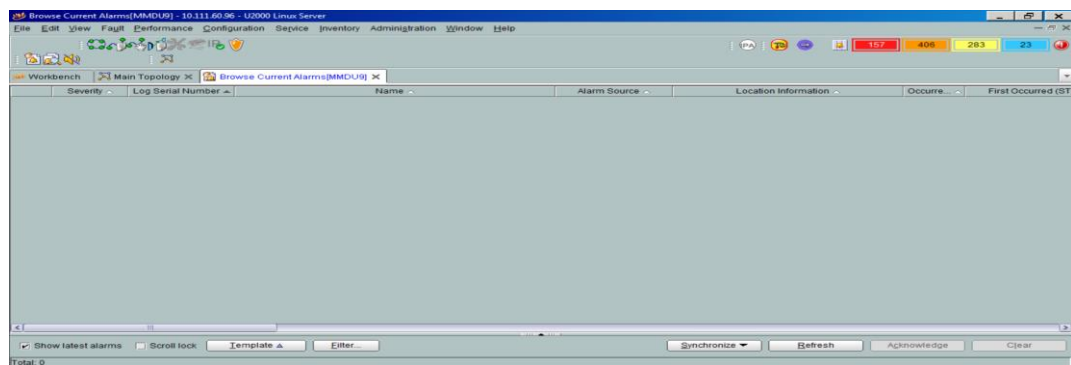 Browse Current Alarms[MMDU9] - 10.111.60.96 - U2000 Linux Server
File Edit View Fault Performance Configuration Service Inventory Administration Window Help
157 406 283 23
Workbench Main Topology Browse Current Alarms[MMDU9]
Severity Log Serial Number Name Alarm Source Location Information Occurre... First Occurred (ST
Show latest alarms Scroll lock Template Filter... Synchronize Refresh Acknowledge Clear
Total: 0